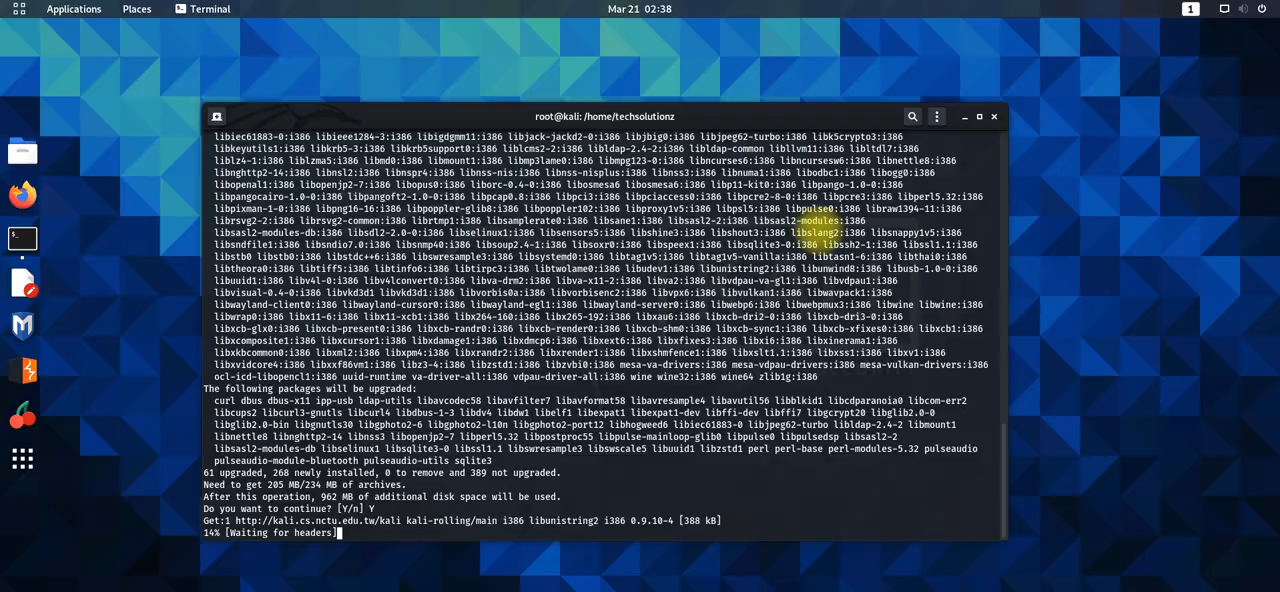 Applications Places Terminal Mar 21 02:38 1
root@kali: /home/techsolutionz
libiec61883-0:i386 libieee1284-3:i386 libigdgmm11:i386 libjack-jackd2-0:i386 libjbig0:i386 libjpeg62-turbo:i386 libk5crypto3:i386
libkeyutils1:i386 libkrb5-3:i386 libkrb5support0:i386 liblcms2-2:i386 libldap-2.4-2:i386 libldap-common libllvm11:i386 libltdl7:i386
liblz4-1:i386 liblzma5:i386 libmd0:i386 libmount1:i386 libmp3lame0:i386 libmpg123-0:i386 libncurses6:i386 libncursesw6:i386 libnettle8:i386
libnghttp2-14:i386 libnsl2:i386 libnspr4:i386 libnss-nis:i386 libnss-nisplus:i386 libnss3:i386 libnuma1:i386 libodbc1:i386 libogg0:i386
libopenal1:i386 libopenjp2-7:i386 libopus0:i386 liborc-0.4-0:i386 libosmesa6 libosmesa6:i386 libp11-kit0:i386 libpango-1.0-0:i386
libpangocairo-1.0-0:i386 libpangoft2-1.0-0:i386 libpcap0.8:i386 libpci3:i386 libpciaccess0:i386 libpcre2-8-0:i386 libpcre3:i386 libperl5.32:i386
libpixman-1-0:i386 libpng16-16:i386 libpoppler-glib8:i386 libpoppler102:i386 libproxy1v5:i386 libpsl5:i386 libpulse0:i386 libraw1394-11:i386
librsvg2-2:i386 librsvg2-common:i386 librtmp1:i386 libsamplerate0:i386 libsane1:i386 libsasl2-2:i386 libsasl2-modules:i386
libsasl2-modules-db:i386 libsdl2-2.0-0:i386 libselinux1:i386 libsensors5:i386 libshine3:i386 libshout3:i386 libslang2:i386 libsnappy1v5:i386
libsndfile1:i386 libsndio7.0:i386 libsnmp40:i386 libsoup2.4-1:i386 libsoxr0:i386 libspeex1:i386 libsqlite3-0:i386 libssh2-1:i386 libssl1.1:i386
libstb0 libstb0:i386 libstdc++6:i386 libswresample3:i386 libsystemd0:i386 libtag1v5:i386 libtag1v5-vanilla:i386 libtasn1-6:i386 libthai0:i386
libtheora0:i386 libtiff5:i386 libtinfo6:i386 libtirpc3:i386 libtwolame0:i386 libudev1:i386 libunistring2:i386 libunwind8:i386 libusb-1.0-0:i386
libuuid1:i386 libv4l-0:i386 libv4lconvert0:i386 libva-drm2:i386 libva-x11-2:i386 libva2:i386 libvdpau-va-gl1:i386 libvdpau1:i386
libvisual-0.4-0:i386 libvkd3d1 libvkd3d1:i386 libvorbis0a:i386 libvorbisenc2:i386 libvpx6:i386 libvulkan1:i386 libwavpack1:i386
libwayland-client0:i386 libwayland-cursor0:i386 libwayland-egl1:i386 libwayland-server0:i386 libwebp6:i386 libwebpmux3:i386 libwine libwine:i386
libwrap0:i386 libx11-6:i386 libx11-xcb1:i386 libx264-160:i386 libx265-192:i386 libxau6:i386 libxcb-dri2-0:i386 libxcb-dri3-0:i386
libxcb-glx0:i386 libxcb-present0:i386 libxcb-randr0:i386 libxcb-render0:i386 libxcb-shm0:i386 libxcb-sync1:i386 libxcb-xfixes0:i386 libxcb1:i386
libxcomposite1:i386 libxcursor1:i386 libxdamage1:i386 libxdmcp6:i386 libxext6:i386 libxfixes3:i386 libxi6:i386 libxinerama1:i386
libxkbcommon0:i386 libxml2:i386 libxpm4:i386 libxrandr2:i386 libxrender1:i386 libxshmfence1:i386 libxslt1.1:i386 libxss1:i386 libxv1:i386
libxvidcore4:i386 libxxf86vm1:i386 libz3-4:i386 libzstd1:i386 libzvbi0:i386 mesa-va-drivers:i386 mesa-vdpau-drivers:i386 mesa-vulkan-drivers:i386
ocl-icd-libopencl1:i386 uuid-runtime va-driver-all:i386 vdpau-driver-all:i386 wine wine32:i386 wine64 zlib1g:i386
The following packages will be upgraded:
curl dbus dbus-x11 ipp-usb ldap-utils libavcodec58 libavfilter7 libavformat58 libavresample4 libavutil56 libblkid1 libcdparanoia0 libcom-err2
libcups2 libcurl3-gnutls libcurl4 libdbus-1-3 libdv4 libdw1 libelf1 libexpat1 libexpat1-dev libffi-dev libffi7 libgcrypt20 libglib2.0-0
libglib2.0-bin libgnutls30 libgphoto2-6 libgphoto2-l10n libgphoto2-port12 libhogweed6 libiec61883-0 libjpeg62-turbo libldap-2.4-2 libmount1
libnettle8 libnghttp2-14 libnss3 libopenjp2-7 libperl5.32 libpostproc55 libpulse-mainloop-glib0 libpulse0 libpulsedsp libsasl2-2
libsasl2-modules-db libselinux1 libsqlite3-0 libssl1.1 libswresample3 libswscale5 libuuid1 libzstd1 perl perl-base perl-modules-5.32 pulseaudio
pulseaudio-module-bluetooth pulseaudio-utils sqlite3
61 upgraded, 268 newly installed, 0 to remove and 389 not upgraded.
Need to get 205 MB/234 MB of archives.
After this operation, 962 MB of additional disk space will be used.
Do you want to continue? [Y/n] Y
Get:1 http://kali.cs.nctu.edu.tw/kali kali-rolling/main i386 libunistring2 i386 0.9.10-4 [388 kB]
14% [Waiting for headers]